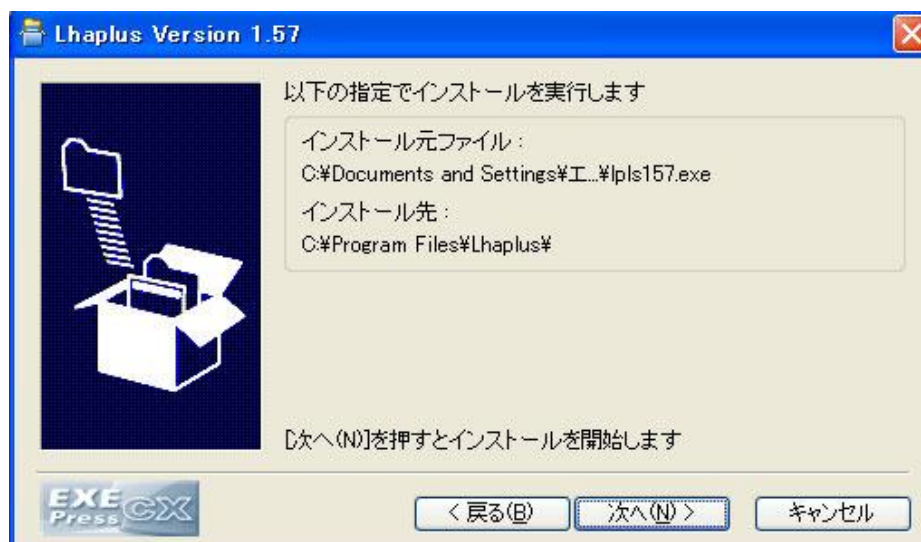 Lhaplus Version 1.57
以下の指定でインストールを実行します
インストール元ファイル：
C:¥Documents and Settings¥エ...¥lpls157.exe
インストール先：
C:¥Program Files¥Lhaplus¥
[次へ(N)]を押すとインストールを開始します
EXE
Press CX
< 戻る(B)
次へ(N) >
キャンセル